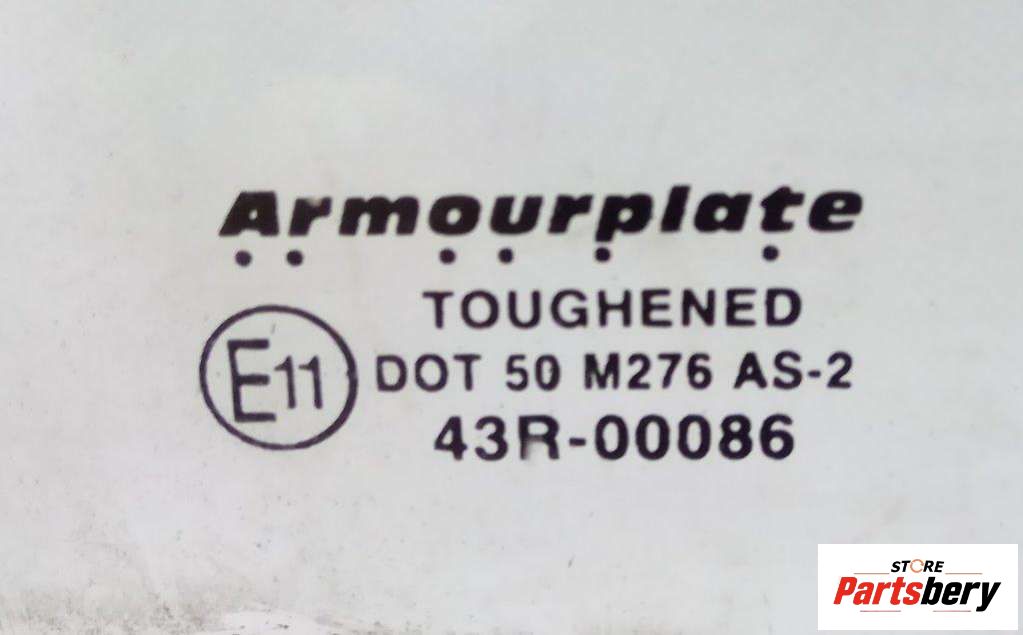 Armourplate
TOUGHENED
E11
DOT 50 M276 AS-2
43R-00086
STORE
Partsbery